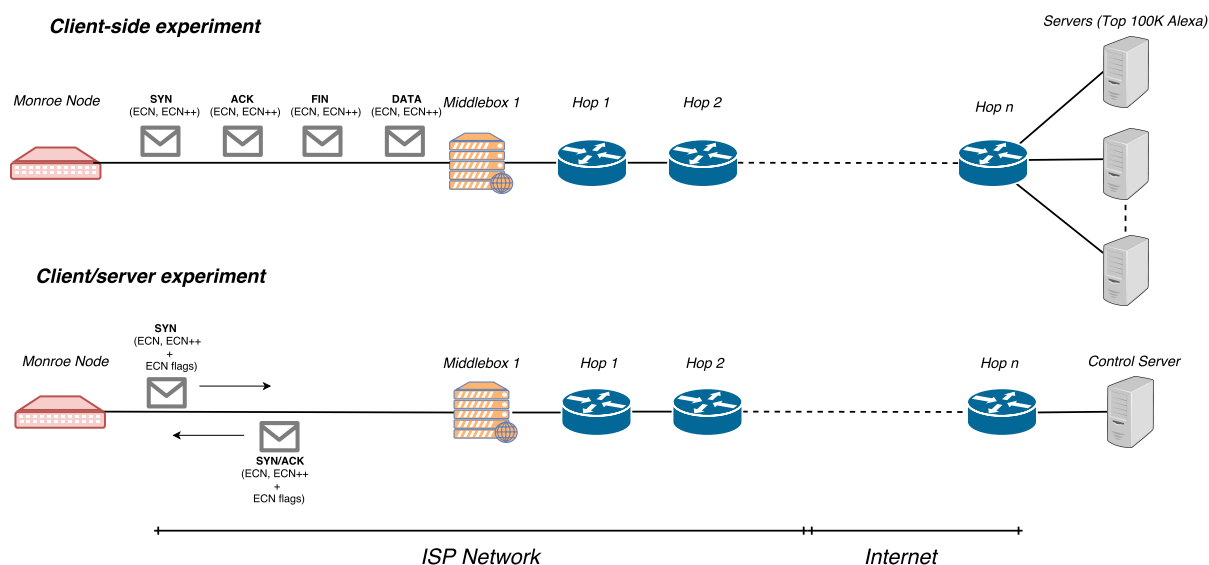 Client-side experiment
Servers (Top 100K Alexa)
Monroe Node
SYN
(ECN, ECN++)
ACK
(ECN, ECN++)
FIN
(ECN, ECN++)
DATA
(ECN, ECN++)
Middlebox 1
Hop 1
Hop 2
Hop n
Client/server experiment
Monroe Node
SYN
(ECN, ECN++
+
ECN flags)
Middlebox 1
Hop 1
Hop 2
Hop n
Control Server
SYN/ACK
(ECN, ECN++
+
ECN flags)
ISP Network
Internet